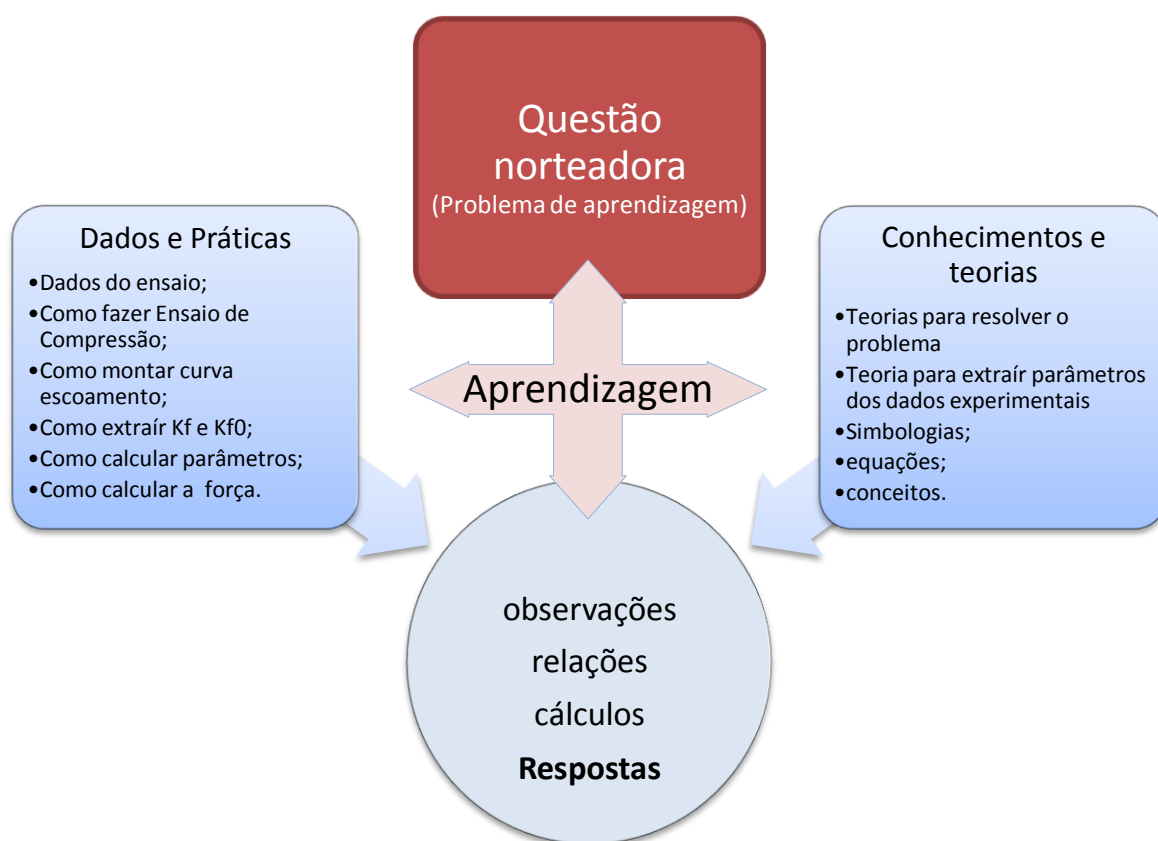 Questão
norteadora
(Problema de aprendizagem)
Dados e Práticas
•Dados do ensaio;
•Como fazer Ensaio de
Compressão;
•Como montar curva
escoamento;
•Como extraír Kf e Kf0;
•Como calcular parâmetros;
•Como calcular a força.
Conhecimentos e
teorias
•Teorias para resolver o
problema
•Teoria para extraír parâmetros
dos dados experimentais
•Simbologias;
•equações;
•conceitos.
Aprendizagem
observações
relações
cálculos
Respostas